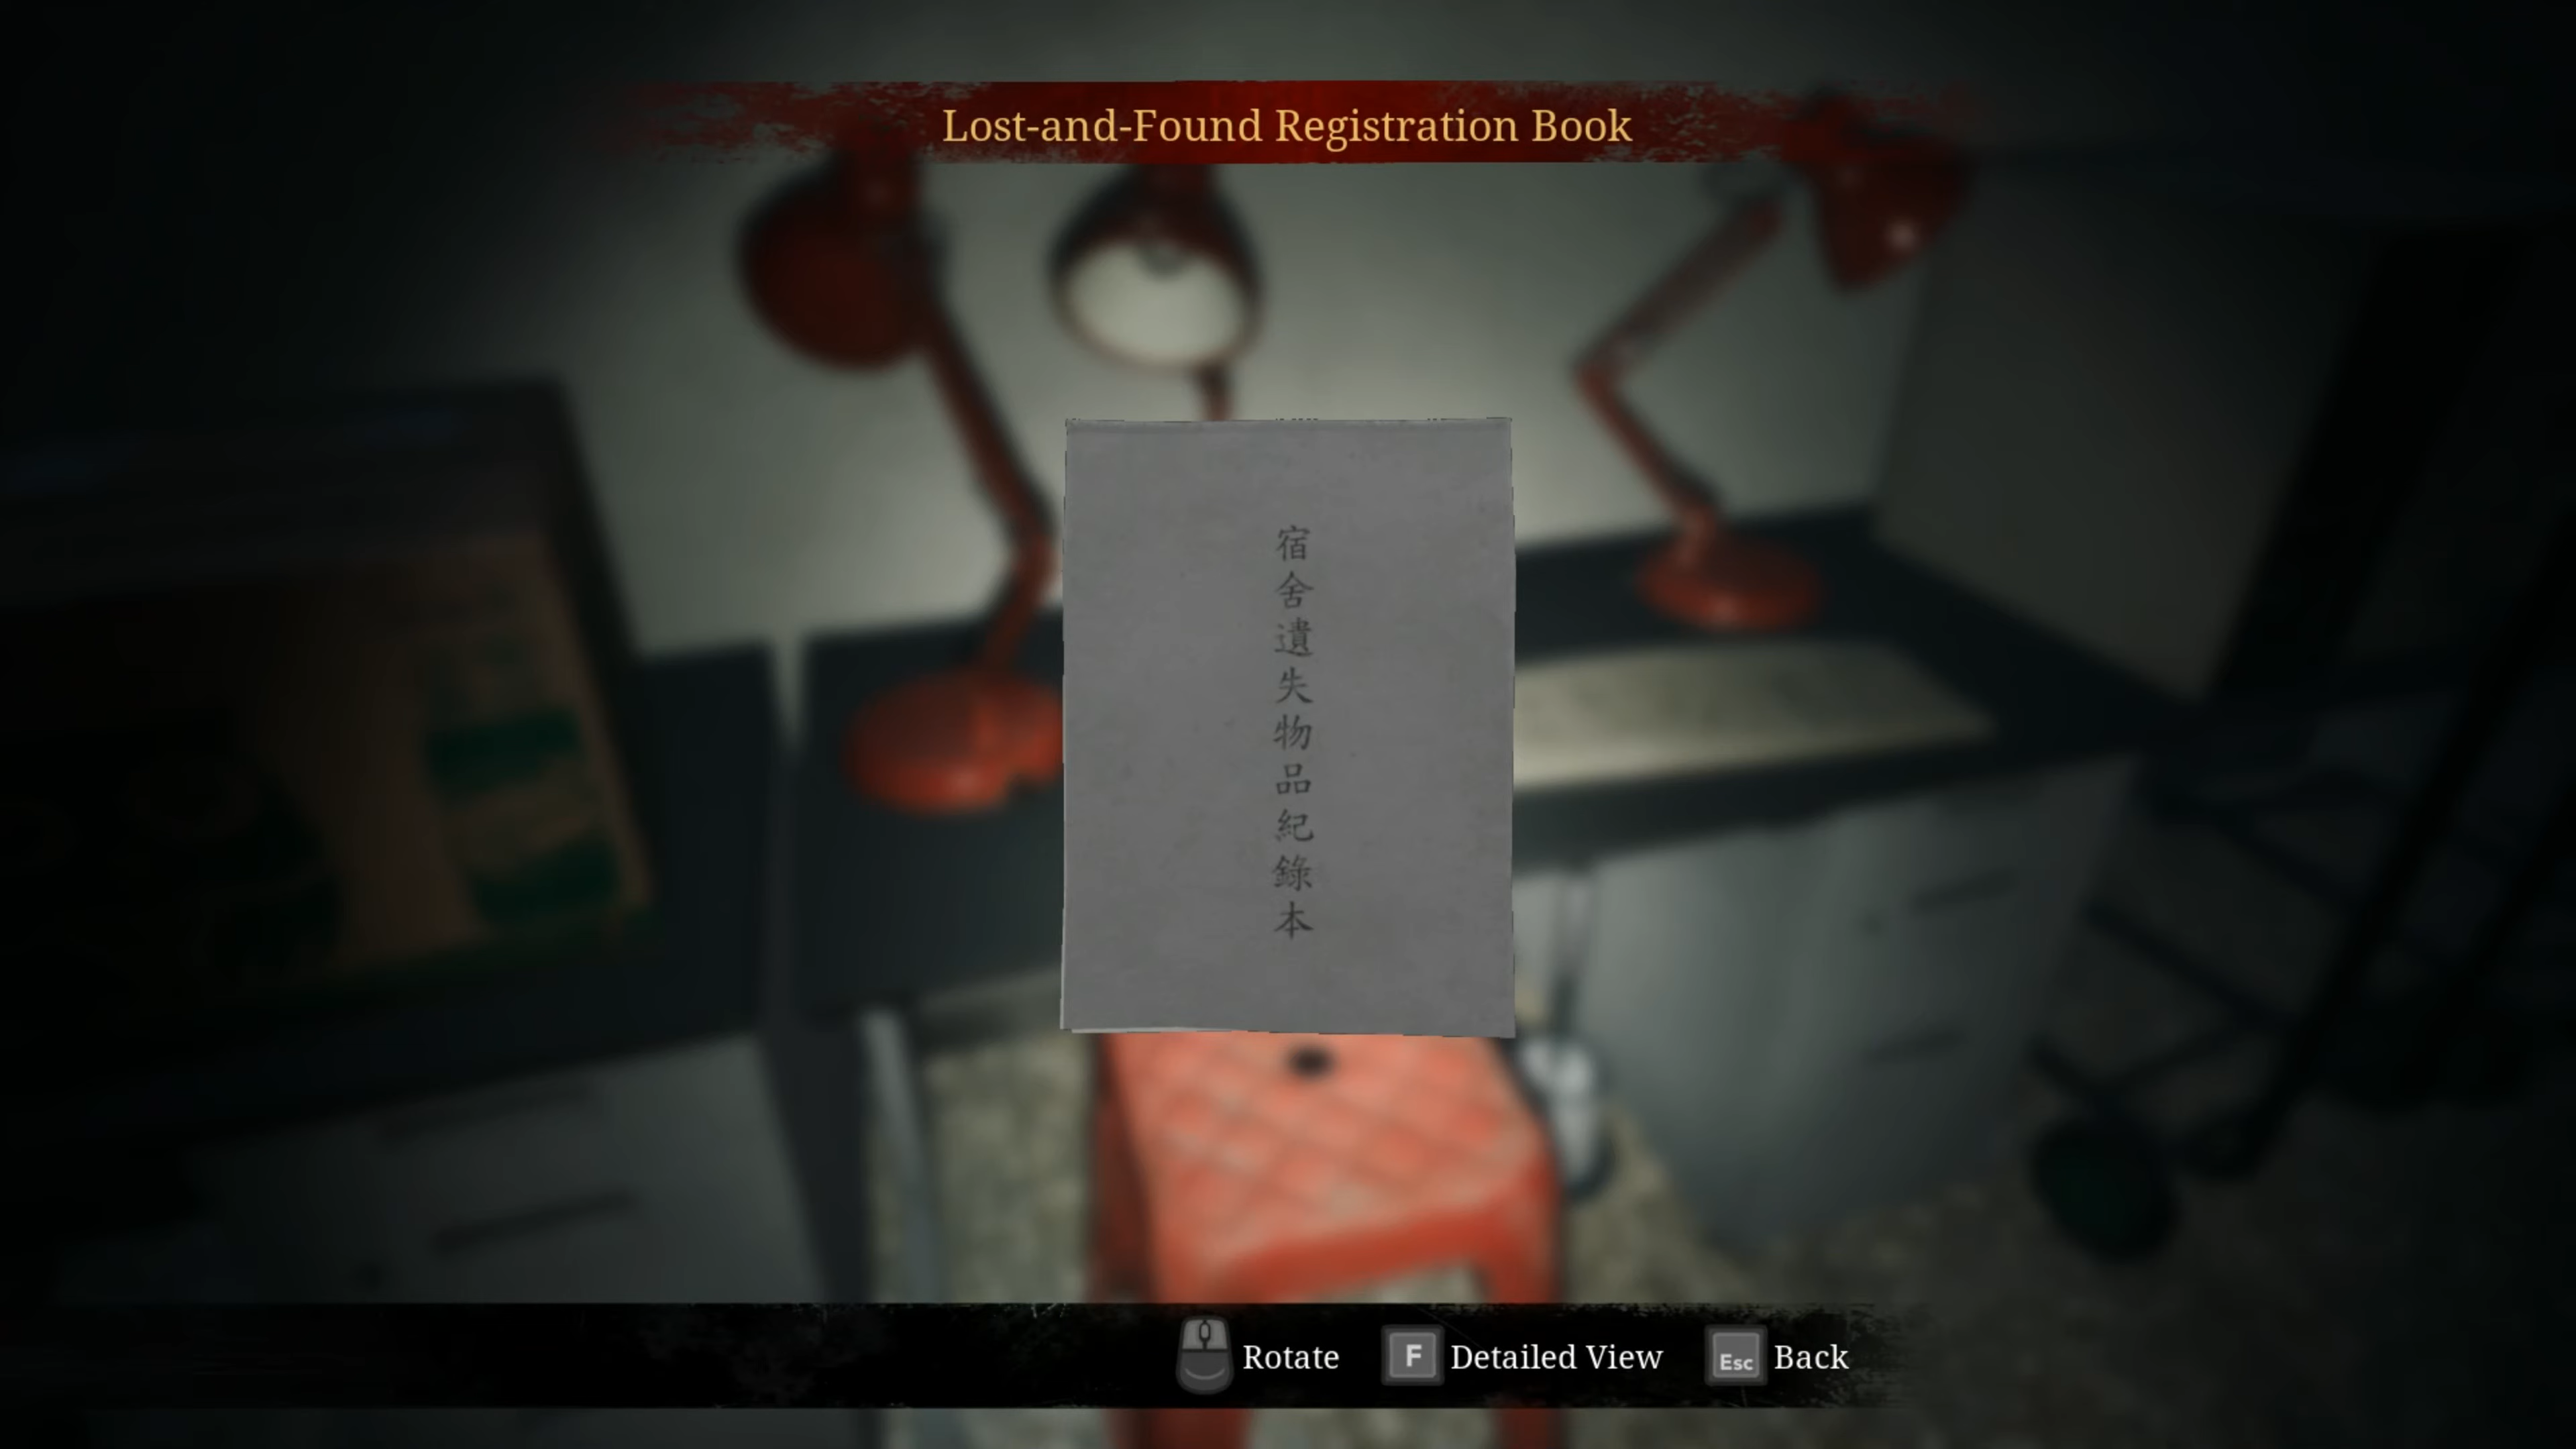 Lost-and-Found Registration Book
宿舍遺失物品紀錄本
Rotate
F Detailed View
Esc Back